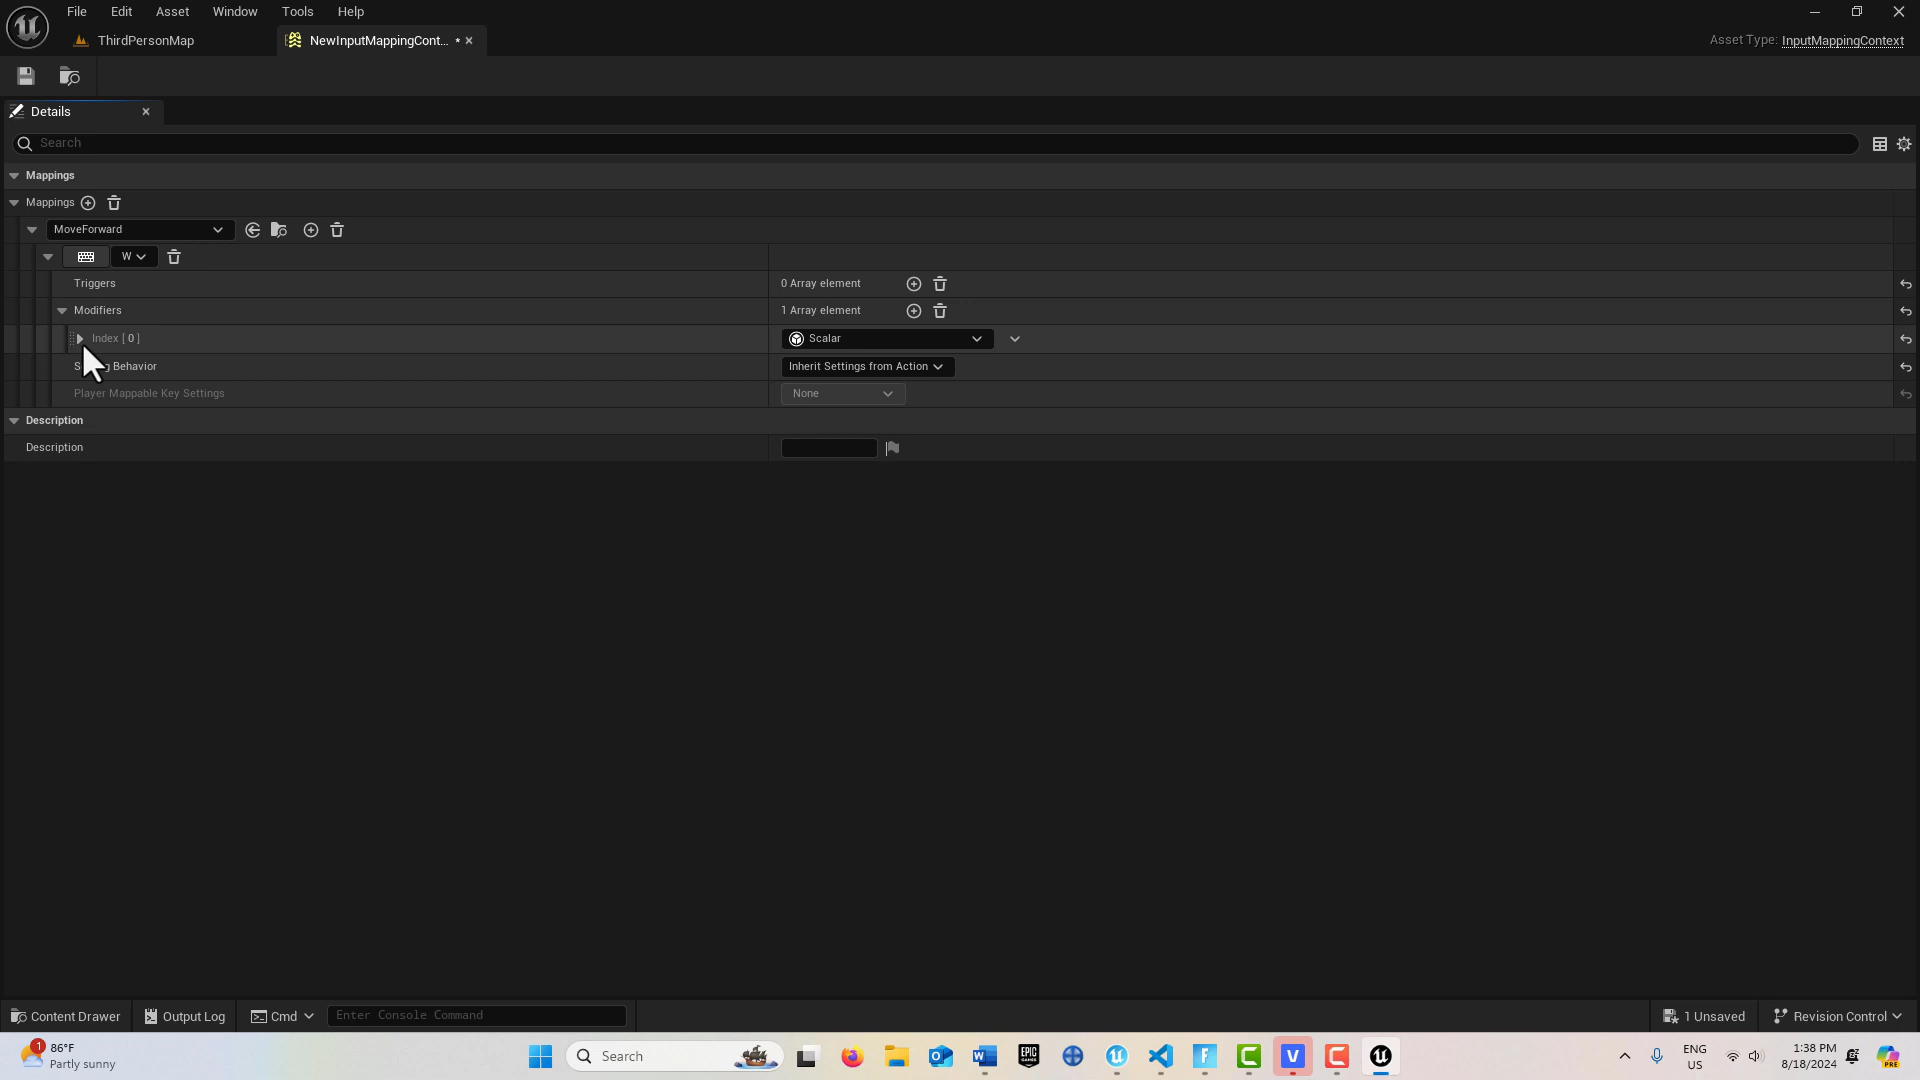 File Edit Asset Window Tools Help
ThirdPersonMap
NewInputMappingCont... •
Asset Type: InputMappingContext
Details
Search
Mappings
Mappings
MoveForward
W
Triggers
0 Array element
Modifiers
1 Array element
Index [ 0 ]
Scalar
Behavior
Inherit Settings from Action
Player Mappable Key Settings
None
Description
Description
Content Drawer Output Log Cmd Enter Console Command 1 Unsaved Revision Control
1
86°F
Partly sunny
Search
ENG
US
1:38 PM
8/18/2024